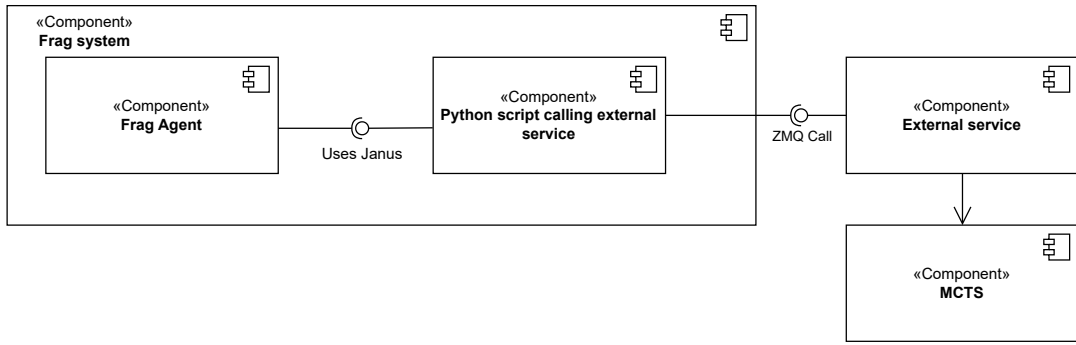 «Component»
Frag system
«Component»
Frag Agent
Uses Janus
«Component»
Python script calling external
service
ZMQ Call
«Component»
External service
«Component»
MCTS